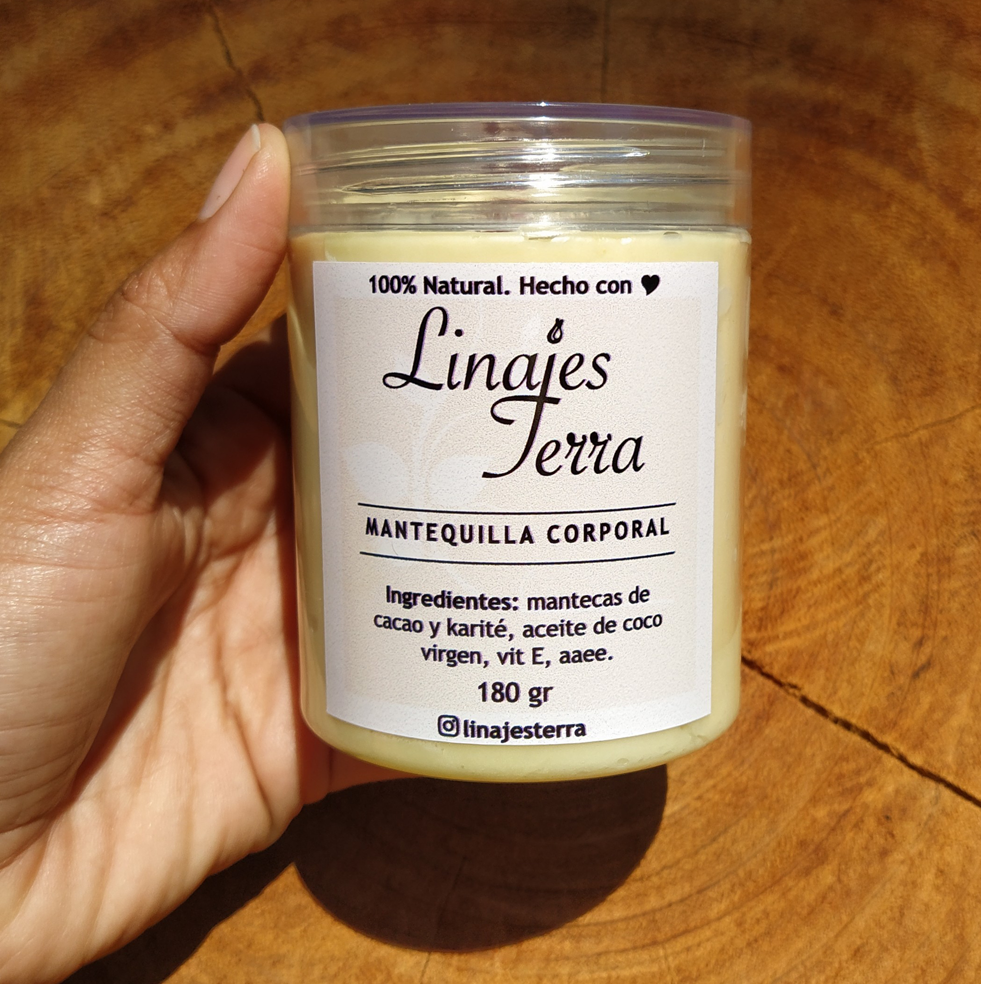 100% Natural. Hecho con ♥
Linajes
Terra
MANTEQUILLA CORPORAL
Ingredientes: mantecas de
cacao y karité, aceite de coco
virgen, vit E, aaee.
180 gr
linajesterra